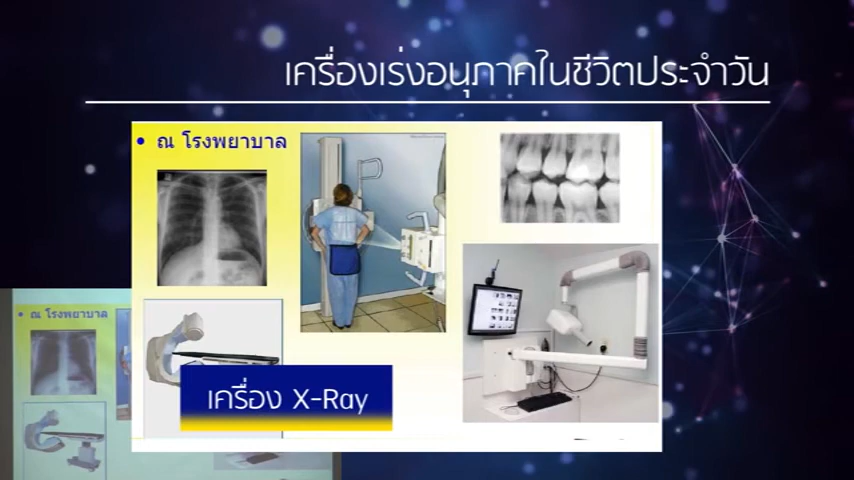 เครื่องเร่งอนุภาคในชีวิตประจำวัน
• ณ โรงพยาบาล
เครื่อง X-Ray
• ณ โรงพยาบาล